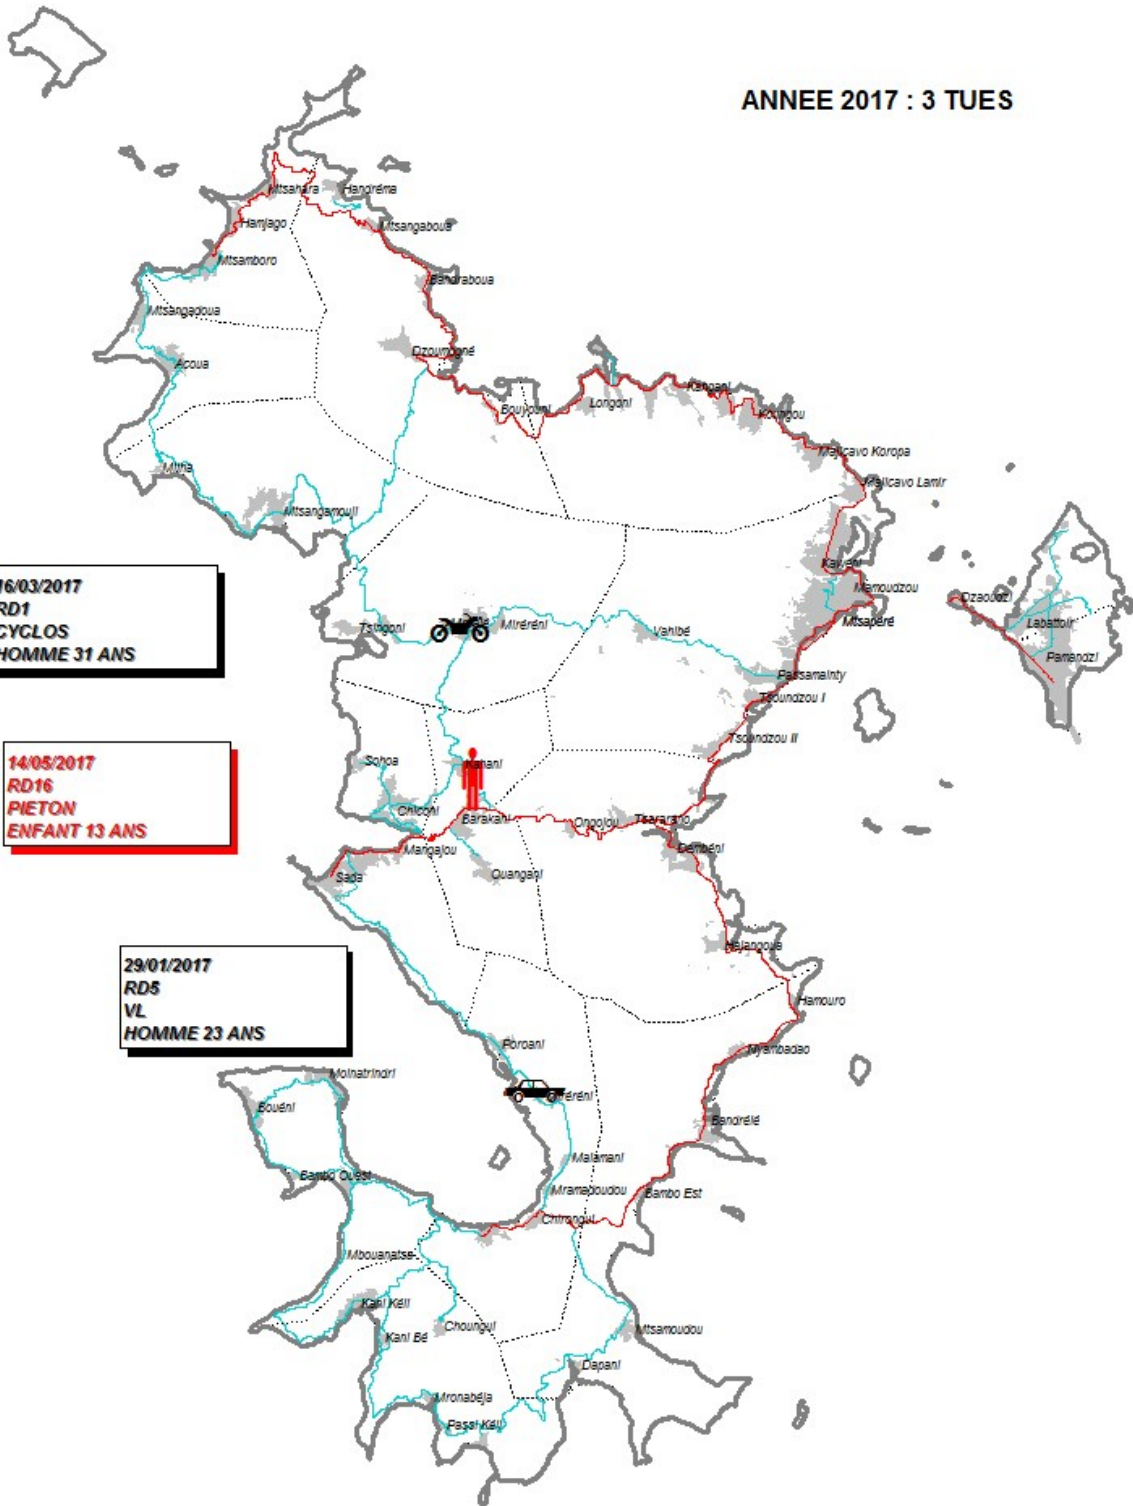 ANNEE 2017 : 3 TUES
Mtsahara
Handréma
Hamjago
Mtsangaboua
Mtsamboro
Bandraboua
Mtsangadoua
Dzoumogné
Acoua
Bouyouni
Longoni
Kangani
Koungou
Majicavo Koropa
Majicavo Lamir
Mtsangamouji
Kawéni
Mamoudzou
Dzaoudzi
Labattoir
Pamandzi
16/03/2017
RD1
CYCLOS
HOMME 31 ANS
Tsingoni
Miréréni
Vahibé
Mtsapéré
Passamainty
Tsoundzou I
Tsoundzou II
14/05/2017
RD16
PIETON
ENFANT 13 ANS
Sohoa
Kahani
Chiconi
Barakani
Ongojou
Tsararano
Mangajou
Dembéni
Sada
Ouangani
Hajangoua
29/01/2017
RD5
VL
HOMME 23 ANS
Hamouro
Poroani
Nyambadao
Moinatrindri
Bouéni
Bandrélé
Malamani
Bambo Ouest
Mramadoudou
Bambo Est
Chirongui
Mbouanatsa
Kani Kéli
Kani Bé
Choungui
Mtsamoudou
Dapani
Mronabéja
Passi Kéli